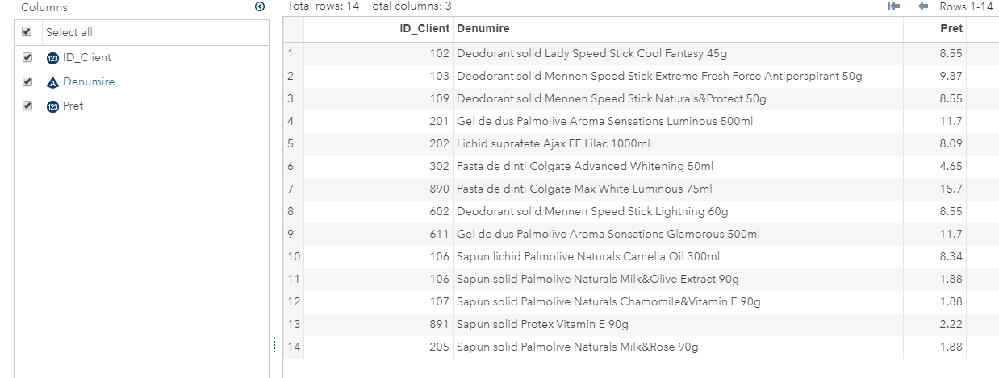 Columns
Select all
ID_Client
Denumire
Pret
Total rows: 14 Total columns: 3 Rows 1-14
ID_Client Denumire Pret
1 102 Deodorant solid Lady Speed Stick Cool Fantasy 45g 8.55
2 103 Deodorant solid Mennen Speed Stick Extreme Fresh Force Antiperspirant 50g 9.87
3 109 Deodorant solid Mennen Speed Stick Naturals&Protect 50g 8.55
4 201 Gel de dus Palmolive Aroma Sensations Luminous 500ml 11.7
5 202 Lichid suprafete Ajax FF Lilac 1000ml 8.09
6 302 Pasta de dinti Colgate Advanced Whitening 50ml 4.65
7 890 Pasta de dinti Colgate Max White Luminous 75ml 15.7
8 602 Deodorant solid Mennen Speed Stick Lightning 60g 8.55
9 611 Gel de dus Palmolive Aroma Sensations Glamorous 500ml 11.7
10 106 Sapun lichid Palmolive Naturals Camelia Oil 300ml 8.34
11 106 Sapun solid Palmolive Naturals Milk&Olive Extract 90g 1.88
12 107 Sapun solid Palmolive Naturals Chamomile&Vitamin E 90g 1.88
13 891 Sapun solid Protex Vitamin E 90g 2.22
14 205 Sapun solid Palmolive Naturals Milk&Rose 90g 1.88